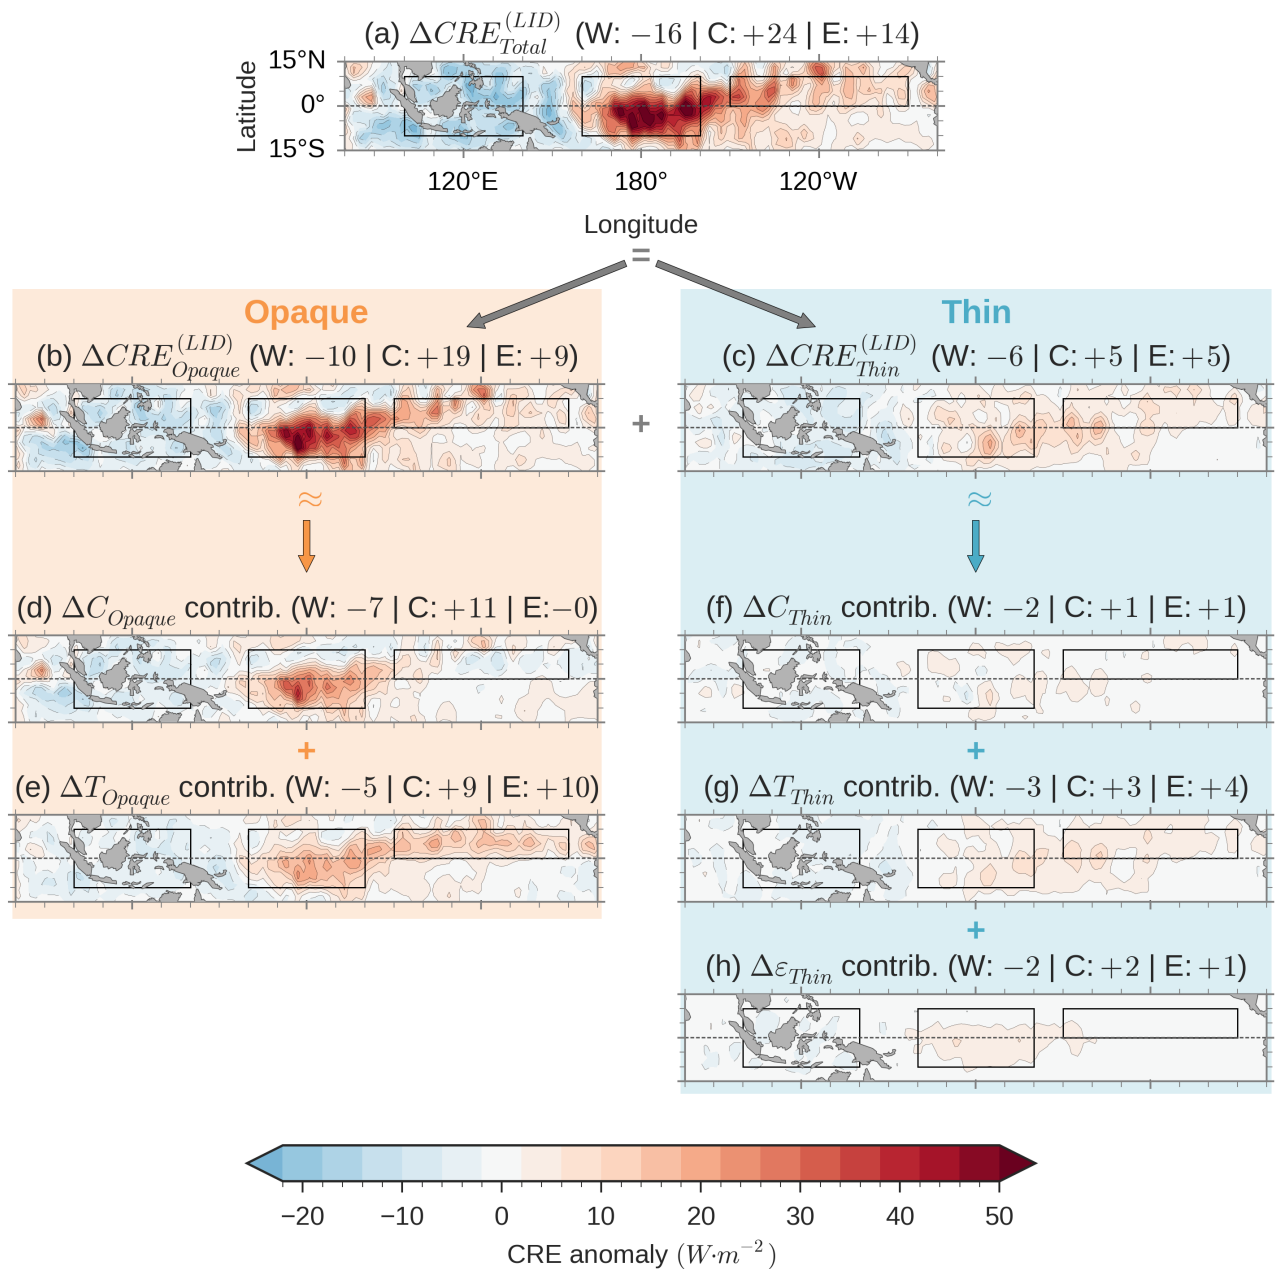 (a) ΔCRE_Total^(LID) (W: −16 | C: +24 | E: +14)
15°N
0°
15°S
Latitude
120°E 180° 120°W
Longitude
=
Opaque
Thin
(b) ΔCRE_Opaque^(LID) (W: −10 | C: +19 | E: +9)
(c) ΔCRE_Thin^(LID) (W: −6 | C: +5 | E: +5)
+
≈
≈
(d) ΔC_Opaque contrib. (W: −7 | C: +11 | E:−0)
(f) ΔC_Thin contrib. (W: −2 | C: +1 | E: +1)
+
+
(e) ΔT_Opaque contrib. (W: −5 | C: +9 | E: +10)
(g) ΔT_Thin contrib. (W: −3 | C: +3 | E: +4)
+
(h) Δε_Thin contrib. (W: −2 | C: +2 | E: +1)
−20 −10 0 10 20 30 40 50
CRE anomaly (W·m⁻²)